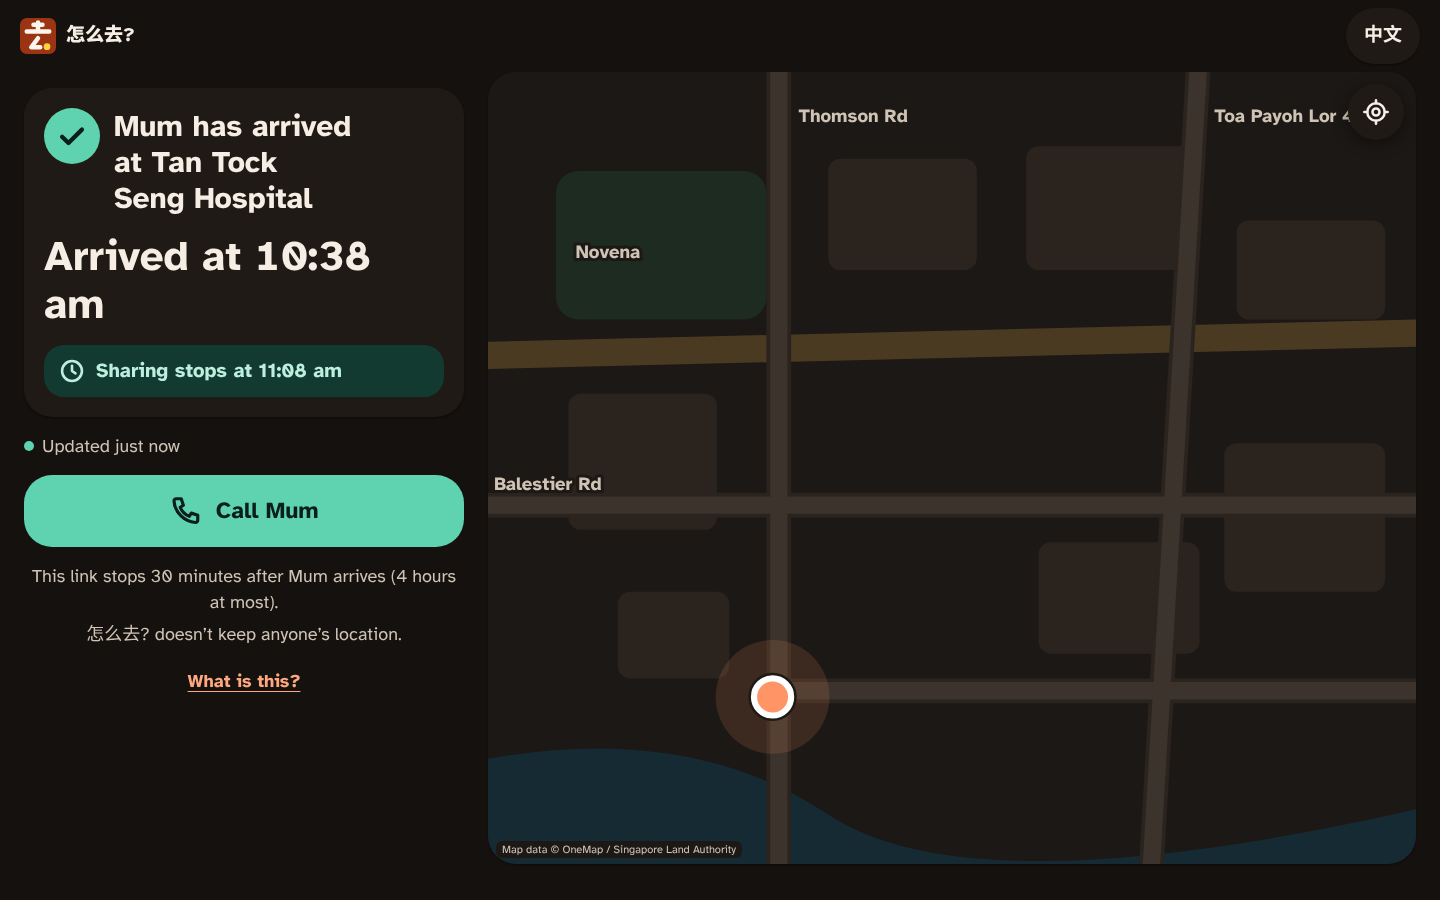 怎么去?
中文
Mum has arrived
at Tan Tock
Seng Hospital
Arrived at 10:38
am
Sharing stops at 11:08 am
Updated just now
Call Mum
This link stops 30 minutes after Mum arrives (4 hours
at most).
怎么去? doesn’t keep anyone’s location.
What is this?
Thomson Rd
Toa Payoh Lor
Novena
Balestier Rd
Map data © OneMap / Singapore Land Authority